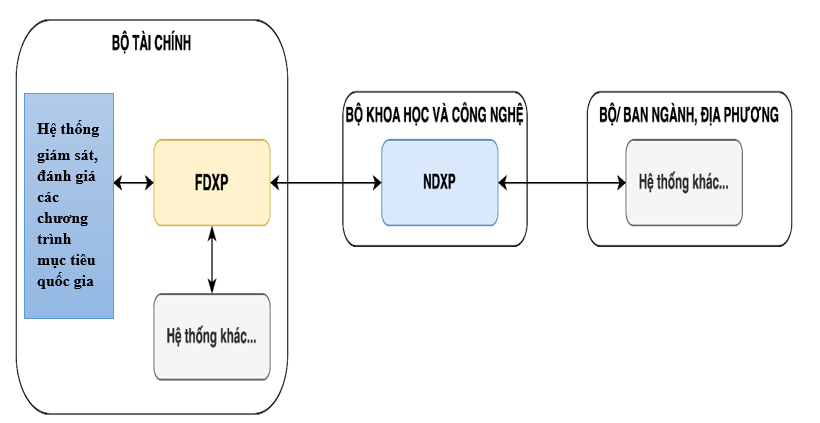 BỘ TÀI CHÍNH
Hệ thống
giám sát,
đánh giá
các
chương
trình
mục tiêu
quốc gia
FDXP
Hệ thống khác...
BỘ KHOA HỌC VÀ CÔNG NGHỆ
NDXP
BỘ/ BAN NGÀNH, ĐỊA PHƯƠNG
Hệ thống khác...